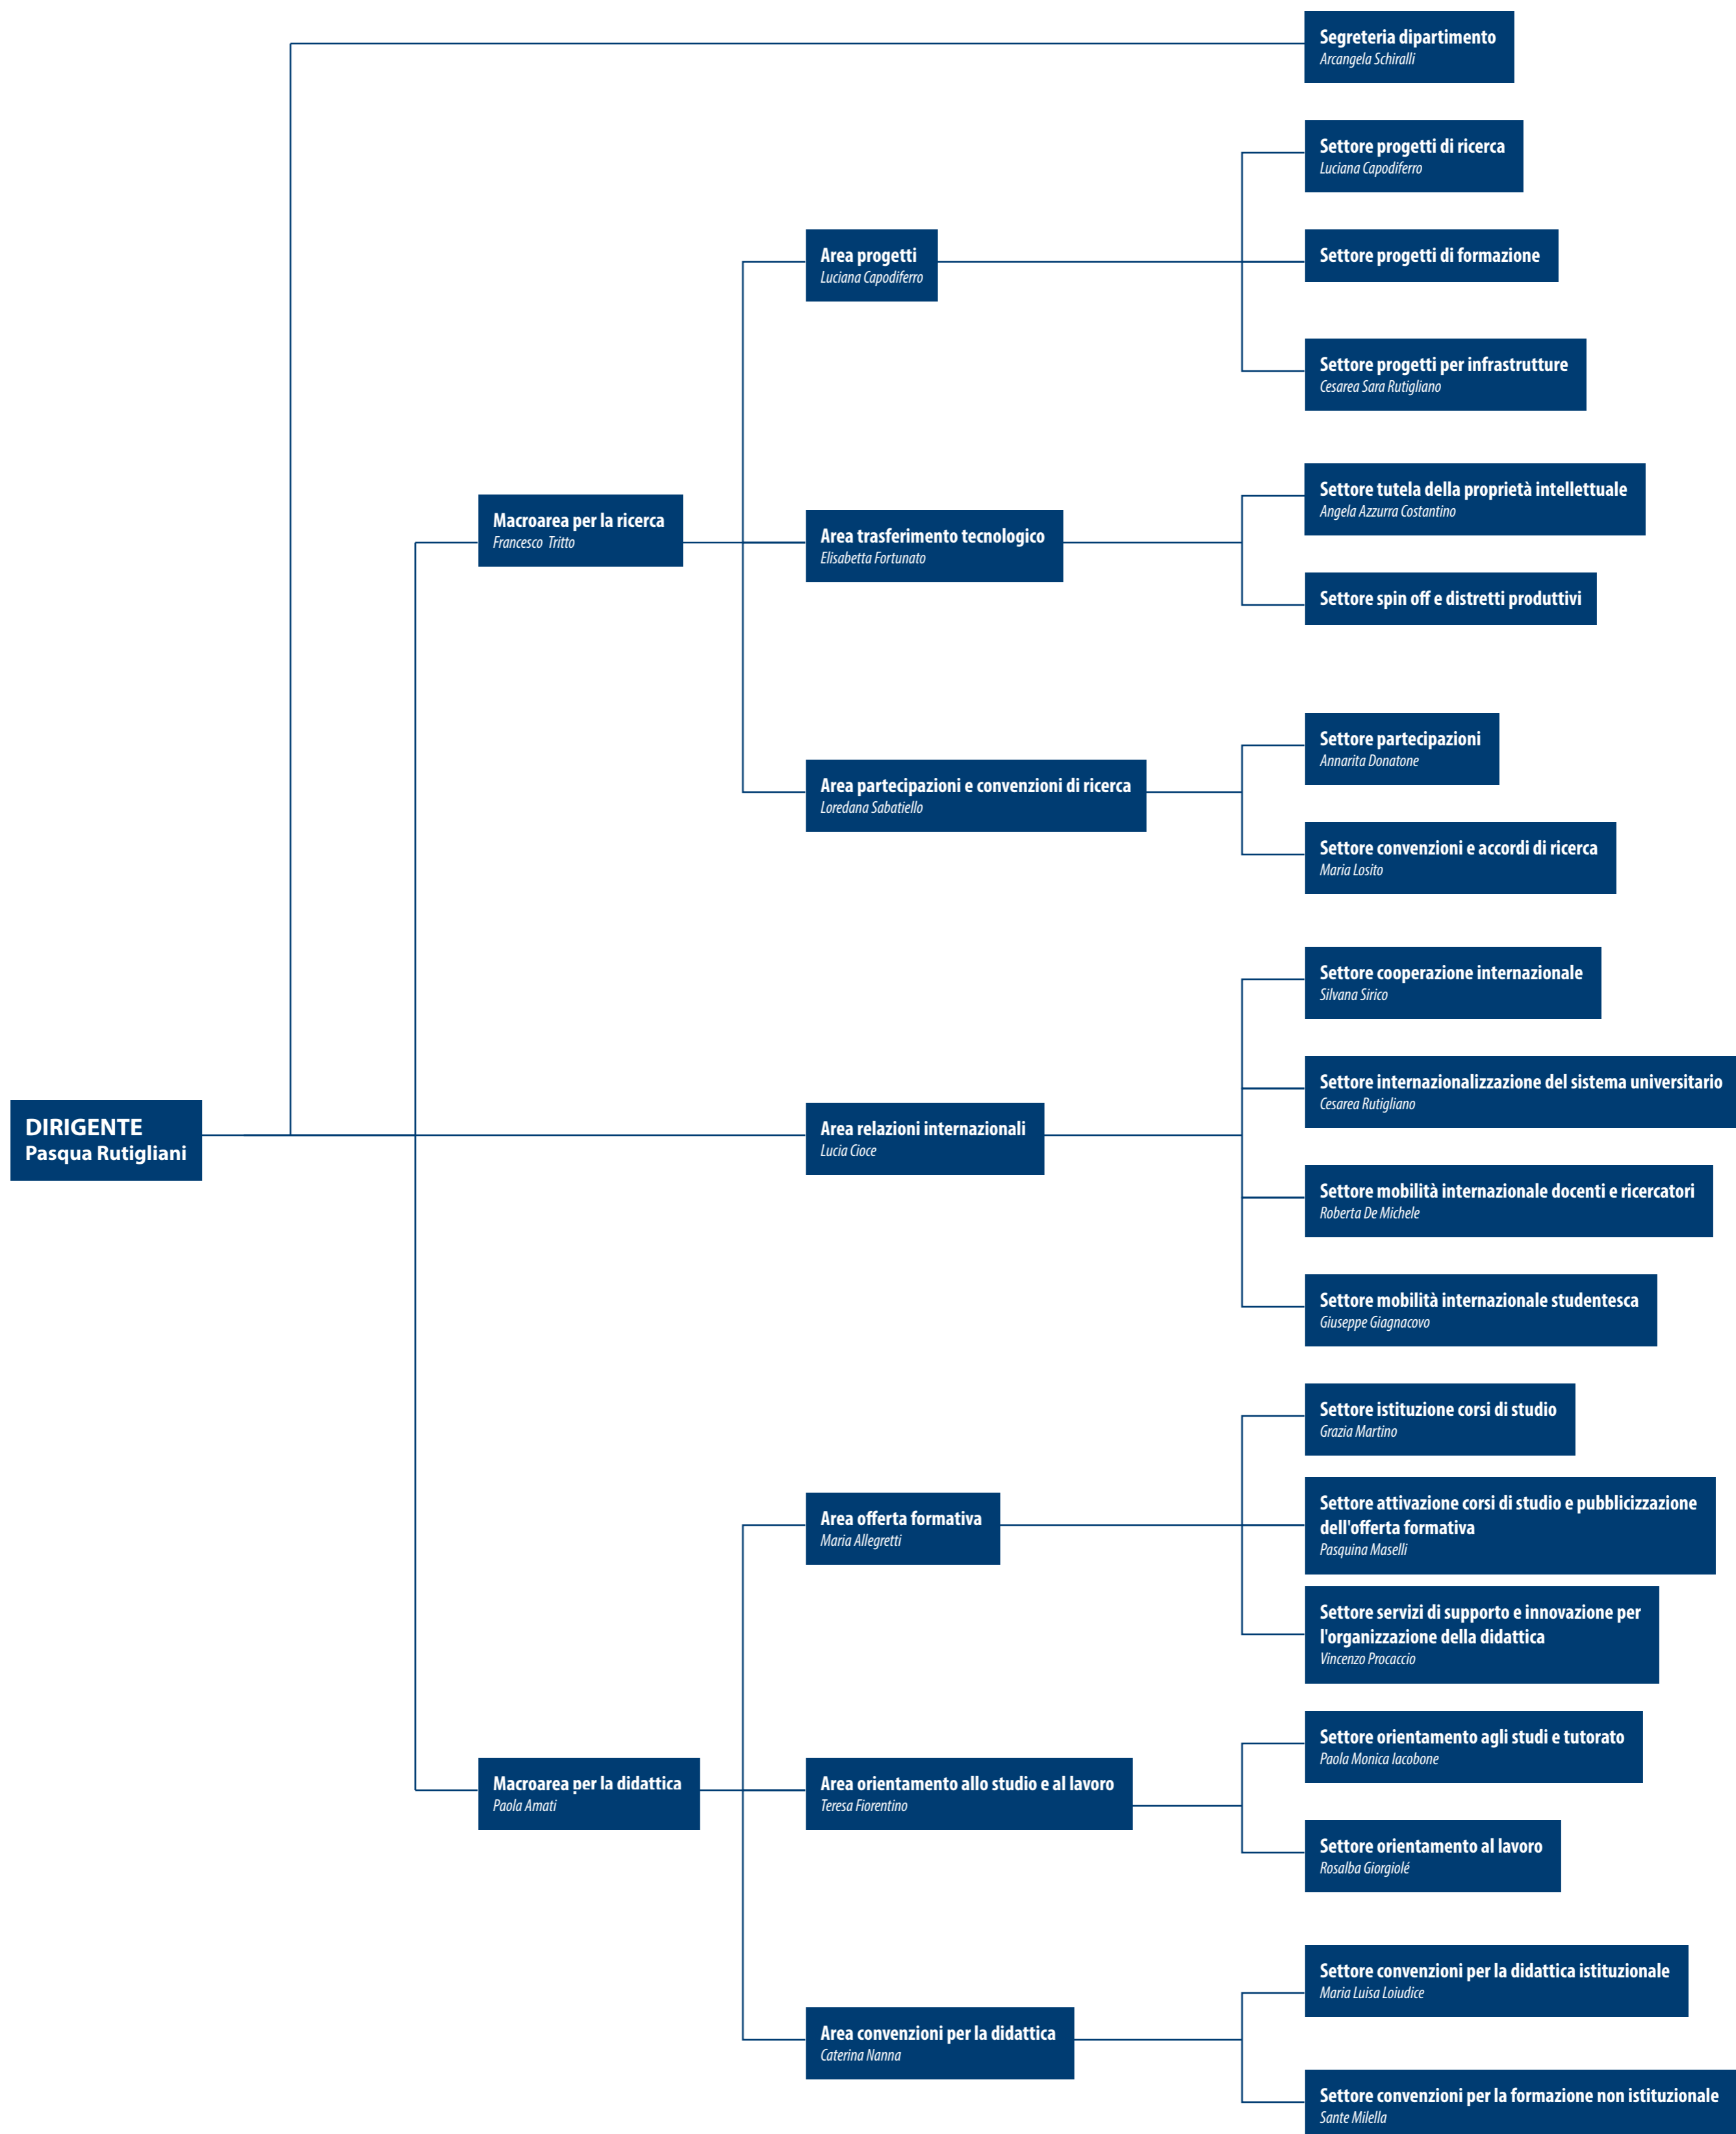 Segreteria dipartimento
Arcangela Schiralli
Settore progetti di ricerca
Luciana Capodiferro
Area progetti
Luciana Capodiferro
Settore progetti di formazione
Settore progetti per infrastrutture
Cesarea Sara Rutigliano
Macroarea per la ricerca
Francesco Tritto
Area trasferimento tecnologico
Elisabetta Fortunato
Settore tutela della proprietà intellettuale
Angela Azzurra Costantino
Settore spin off e distretti produttivi
Settore partecipazioni
Annarita Donatone
Area partecipazioni e convenzioni di ricerca
Loredana Sabatiello
Settore convenzioni e accordi di ricerca
Maria Losito
Settore cooperazione internazionale
Silvana Sirico
Settore internazionalizzazione del sistema universitario
Cesarea Rutigliano
DIRIGENTE
Pasqua Rutigliani
Area relazioni internazionali
Lucia Cioce
Settore mobilità internazionale docenti e ricercatori
Roberta De Michele
Settore mobilità internazionale studentesca
Giuseppe Giagnacovo
Settore istituzione corsi di studio
Grazia Martino
Area offerta formativa
Maria Allegretti
Settore attivazione corsi di studio e pubblicizzazione
dell'offerta formativa
Pasquina Maselli
Settore servizi di supporto e innovazione per
l'organizzazione della didattica
Vincenzo Procaccio
Settore orientamento agli studi e tutorato
Paola Monica Iacobone
Macroarea per la didattica
Paola Amati
Area orientamento allo studio e al lavoro
Teresa Fiorentino
Settore orientamento al lavoro
Rosalba Giorgiolé
Settore convenzioni per la didattica istituzionale
Maria Luisa Loiudice
Area convenzioni per la didattica
Caterina Nanna
Settore convenzioni per la formazione non istituzionale
Sante Milella